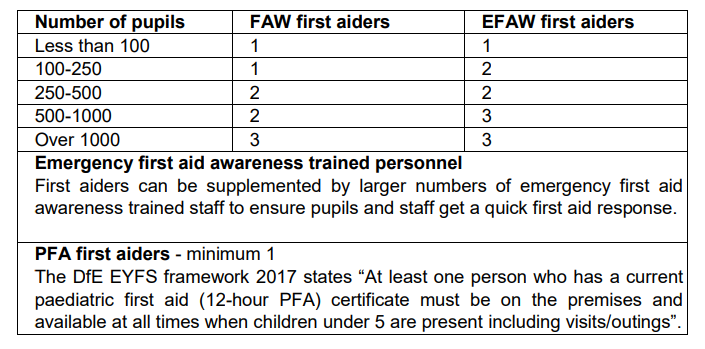 Number of pupils FAW first aiders EFAW first aiders
Less than 100 1 1
100-250 1 2
250-500 2 2
500-1000 2 3
Over 1000 3 3
Emergency first aid awareness trained personnel
First aiders can be supplemented by larger numbers of emergency first aid
awareness trained staff to ensure pupils and staff get a quick first aid response.
PFA first aiders - minimum 1
The DfE EYFS framework 2017 states “At least one person who has a current
paediatric first aid (12-hour PFA) certificate must be on the premises and
available at all times when children under 5 are present including visits/outings”.